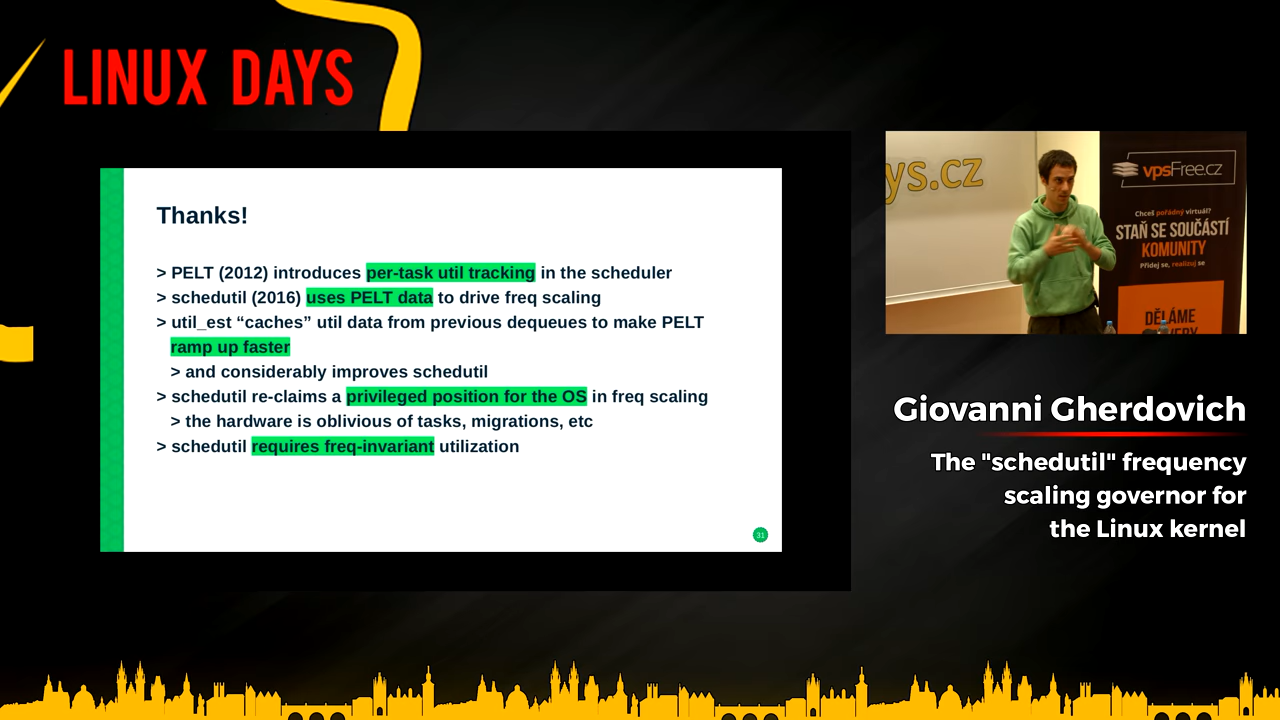 LINUX DAYS
Thanks!
> PELT (2012) introduces per-task util tracking in the scheduler
> schedutil (2016) uses PELT data to drive freq scaling
> util_est “caches” util data from previous dequeues to make PELT
ramp up faster
> and considerably improves schedutil
> schedutil re-claims a privileged position for the OS in freq scaling
> the hardware is oblivious of tasks, migrations, etc
> schedutil requires freq-invariant utilization
31
ys.cz
vpsFree.cz
Chceš pořádný virtuál?
STAŇ SE SOUČÁSTÍ
KOMUNITY
Přidej se, realizuj se
DĚLÁME
Giovanni Gherdovich
The "schedutil" frequency
scaling governor for
the Linux kernel